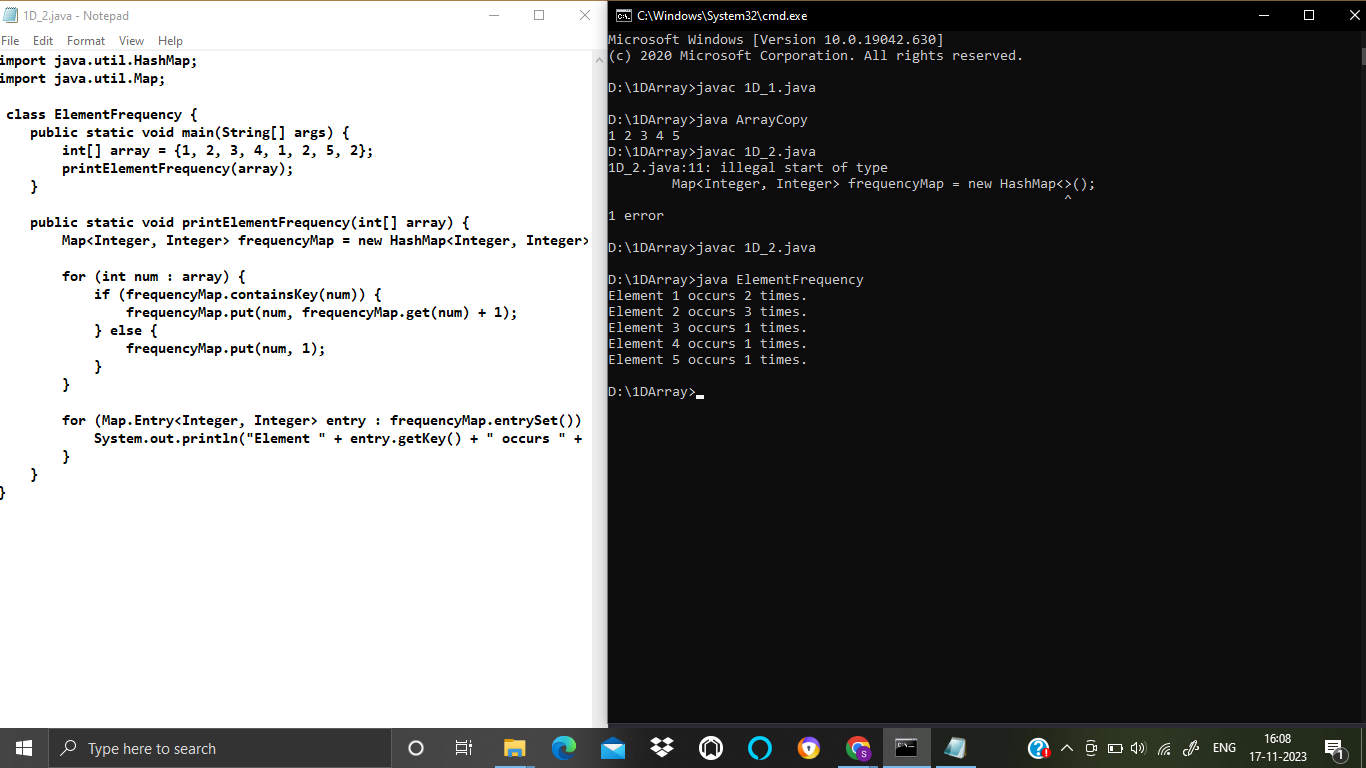 1D_2.java - Notepad
File Edit Format View Help
import java.util.HashMap;
import java.util.Map;
class ElementFrequency {
public static void main(String[] args) {
int[] array = {1, 2, 3, 4, 1, 2, 5, 2};
printElementFrequency(array);
}
public static void printElementFrequency(int[] array) {
Map<Integer, Integer> frequencyMap = new HashMap<Integer, Integer>
for (int num : array) {
if (frequencyMap.containsKey(num)) {
frequencyMap.put(num, frequencyMap.get(num) + 1);
} else {
frequencyMap.put(num, 1);
}
}
for (Map.Entry<Integer, Integer> entry : frequencyMap.entrySet())
System.out.println("Element " + entry.getKey() + " occurs " +
}
}
}
C:\Windows\System32\cmd.exe
Microsoft Windows [Version 10.0.19042.630]
(c) 2020 Microsoft Corporation. All rights reserved.
D:\1DArray>javac 1D_1.java
D:\1DArray>java ArrayCopy
1 2 3 4 5
D:\1DArray>javac 1D_2.java
1D_2.java:11: illegal start of type
Map<Integer, Integer> frequencyMap = new HashMap<>();
^
1 error
D:\1DArray>javac 1D_2.java
D:\1DArray>java ElementFrequency
Element 1 occurs 2 times.
Element 2 occurs 3 times.
Element 3 occurs 1 times.
Element 4 occurs 1 times.
Element 5 occurs 1 times.
D:\1DArray>
Type here to search
S
ENG
16:08
17-11-2023
1